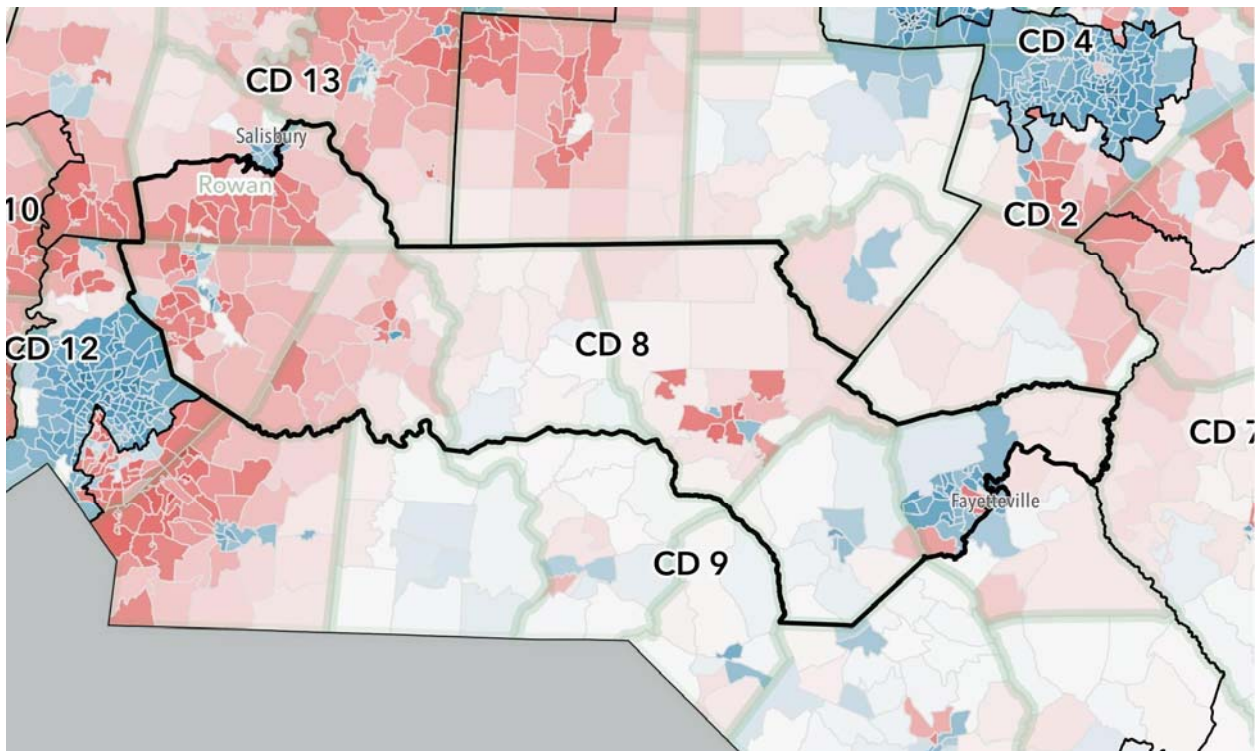 CD 4
CD 13
Salisbury
Rowan
10
CD 2
CD 12
CD 8
CD 7
Fayetteville
CD 9